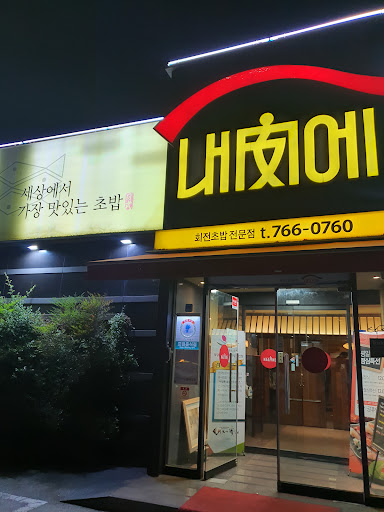 세상에서
가장 맛있는 초밥
내皮에
회전초밥 전문점 t.766-0760